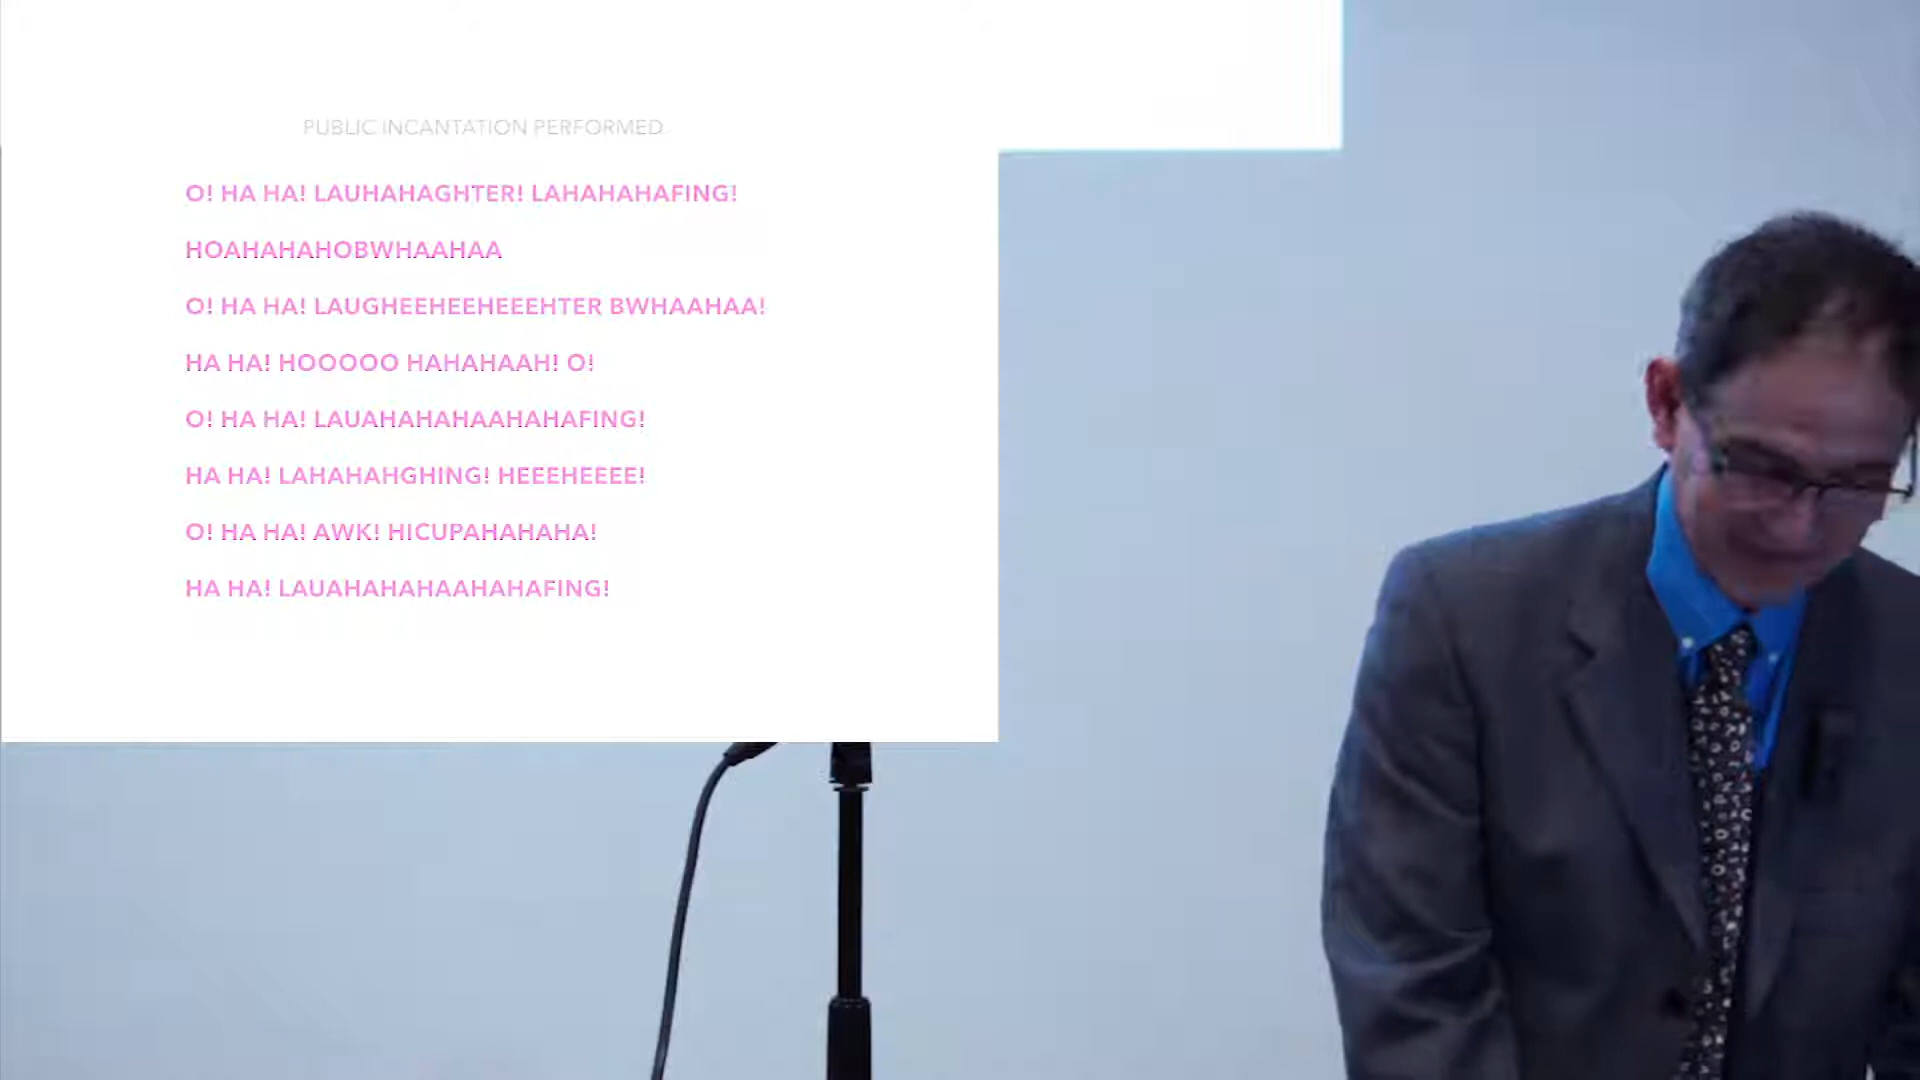 PUBLIC INCANTATION PERFORMED
O! HA HA! LAUHAHAGHTER! LAHAHAHAFING!
HOAHAHAHOBWHAAHAA
O! HA HA! LAUGHEEHEEHEEEHTER BWHAAHAA!
HA HA! HOOOOO HAHAHAAH! O!
O! HA HA! LAUAHAHAHAAHAHAFING!
HA HA! LAHAHAHGHING! HEEEHEEEE!
O! HA HA! AWK! HICUPAHAHAHA!
HA HA! LAUAHAHAHAAHAHAFING!